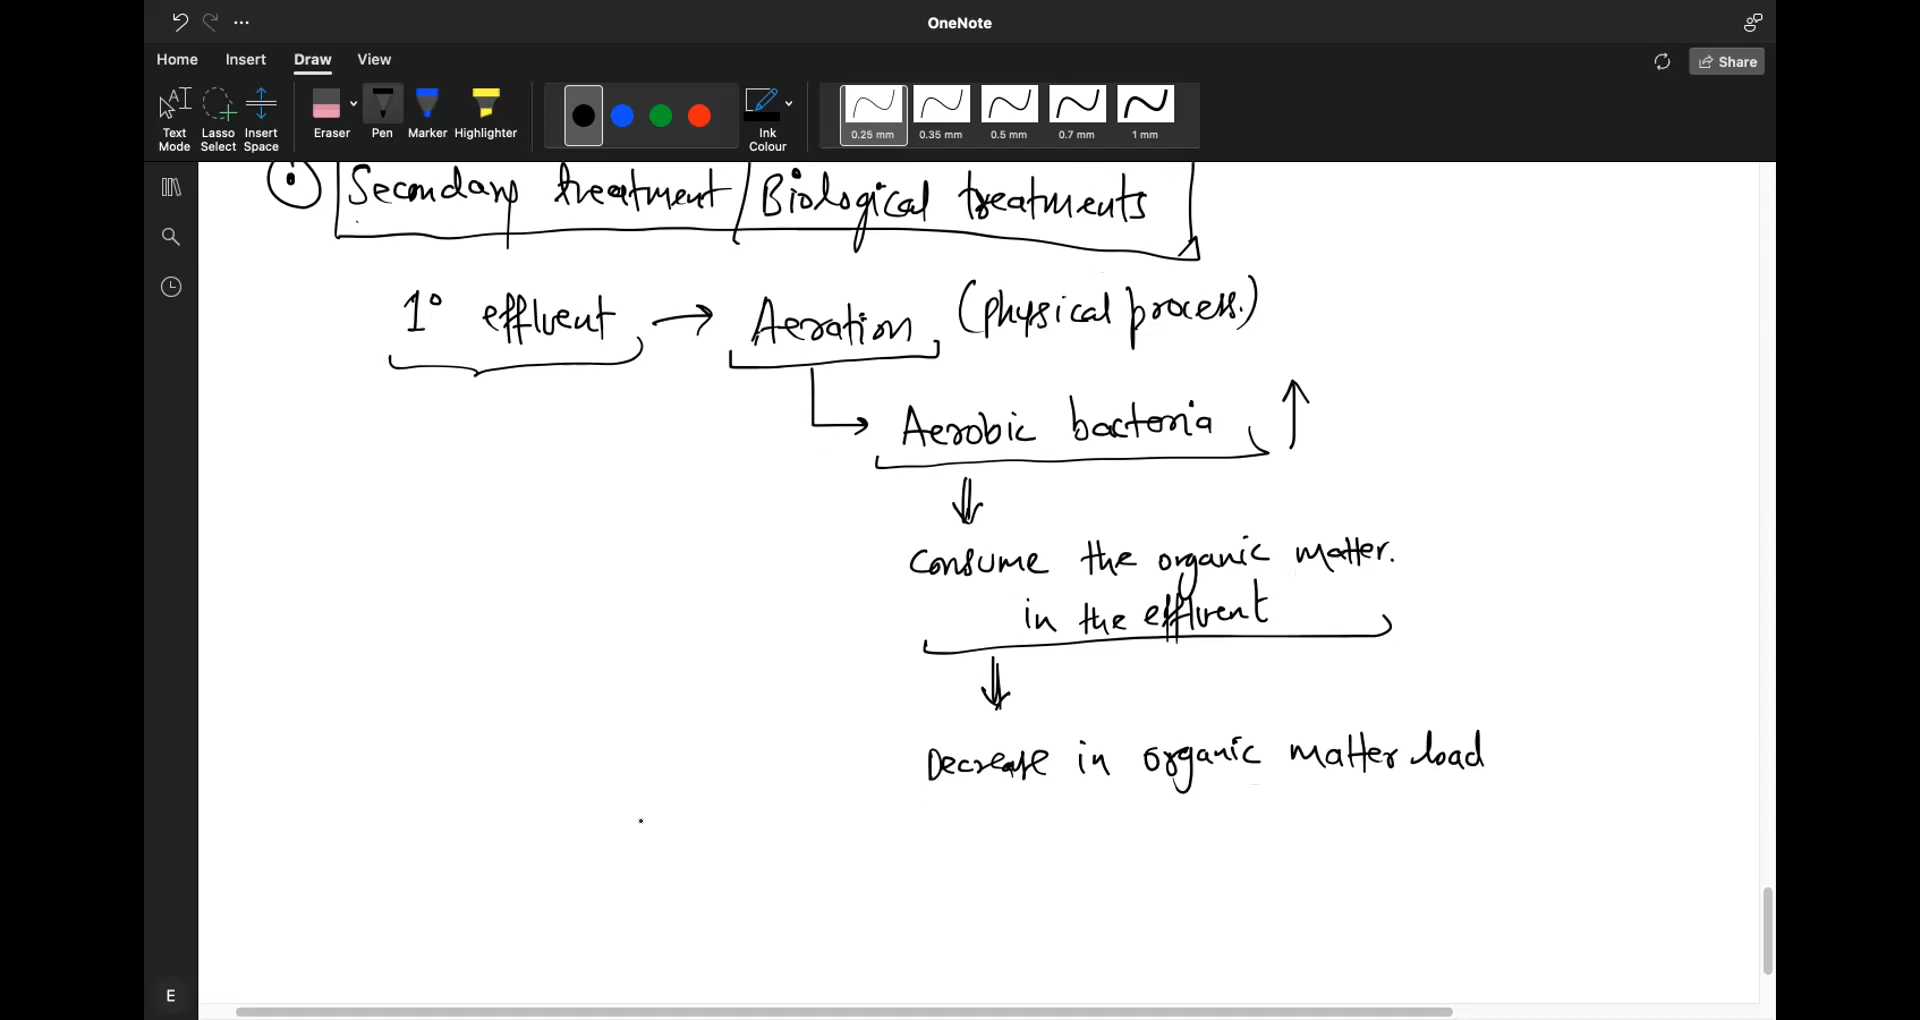 OneNote
Home Insert Draw View
Share
Text Mode
Lasso Select
Insert Space
Eraser
Pen
Marker
Highlighter
Ink Colour
0.25 mm
0.35 mm
0.5 mm
0.7 mm
1 mm
Secondary treatment / Biological treatments
1° effluent → Aeration (physical process.)
Aerobic bacteria ↑
Consume the organic matter.
in the effluent
Decrease in organic matter load
E